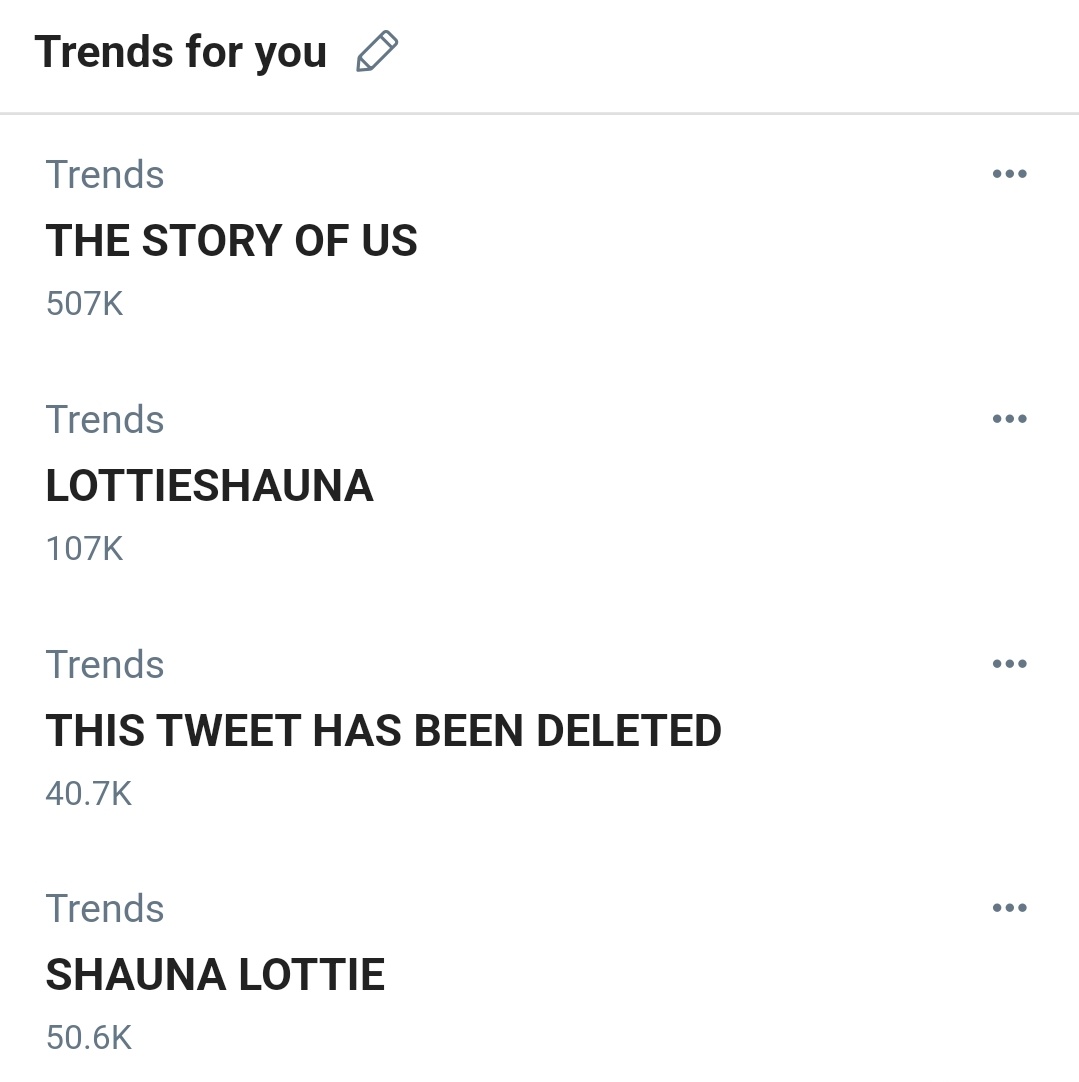 Trends for you
Trends
THE STORY OF US
507K
Trends
LOTTIESHAUNA
107K
Trends
THIS TWEET HAS BEEN DELETED
40.7K
Trends
SHAUNA LOTTIE
50.6K